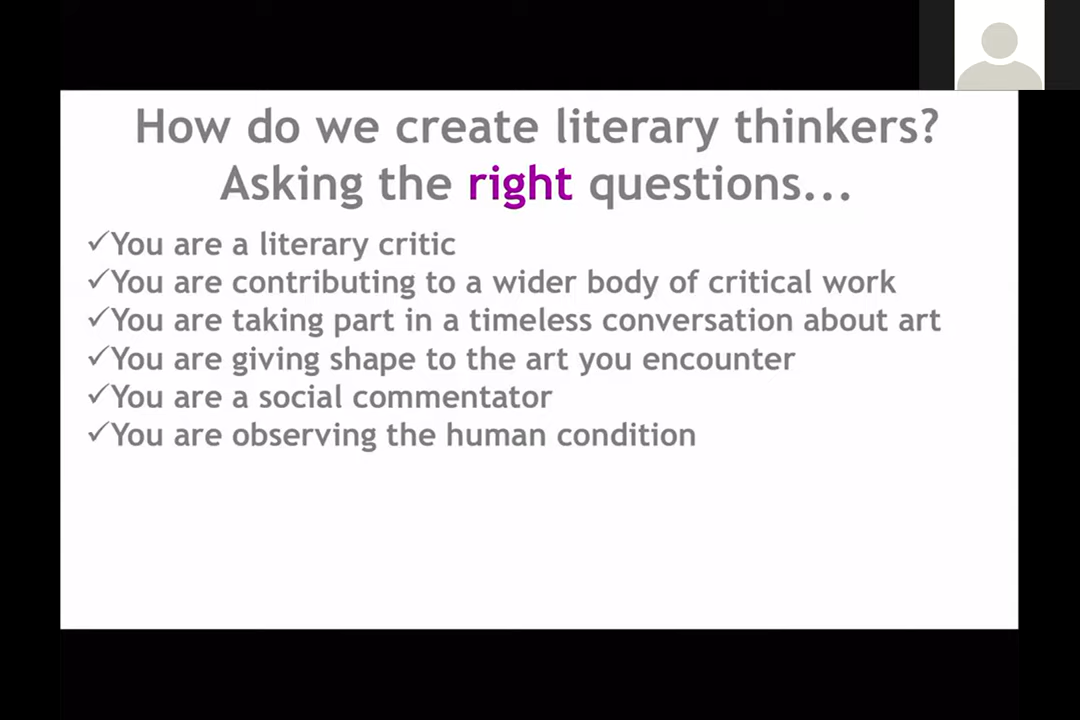 How do we create literary thinkers?
Asking the right questions...
✓You are a literary critic
✓You are contributing to a wider body of critical work
✓You are taking part in a timeless conversation about art
✓You are giving shape to the art you encounter
✓You are a social commentator
✓You are observing the human condition